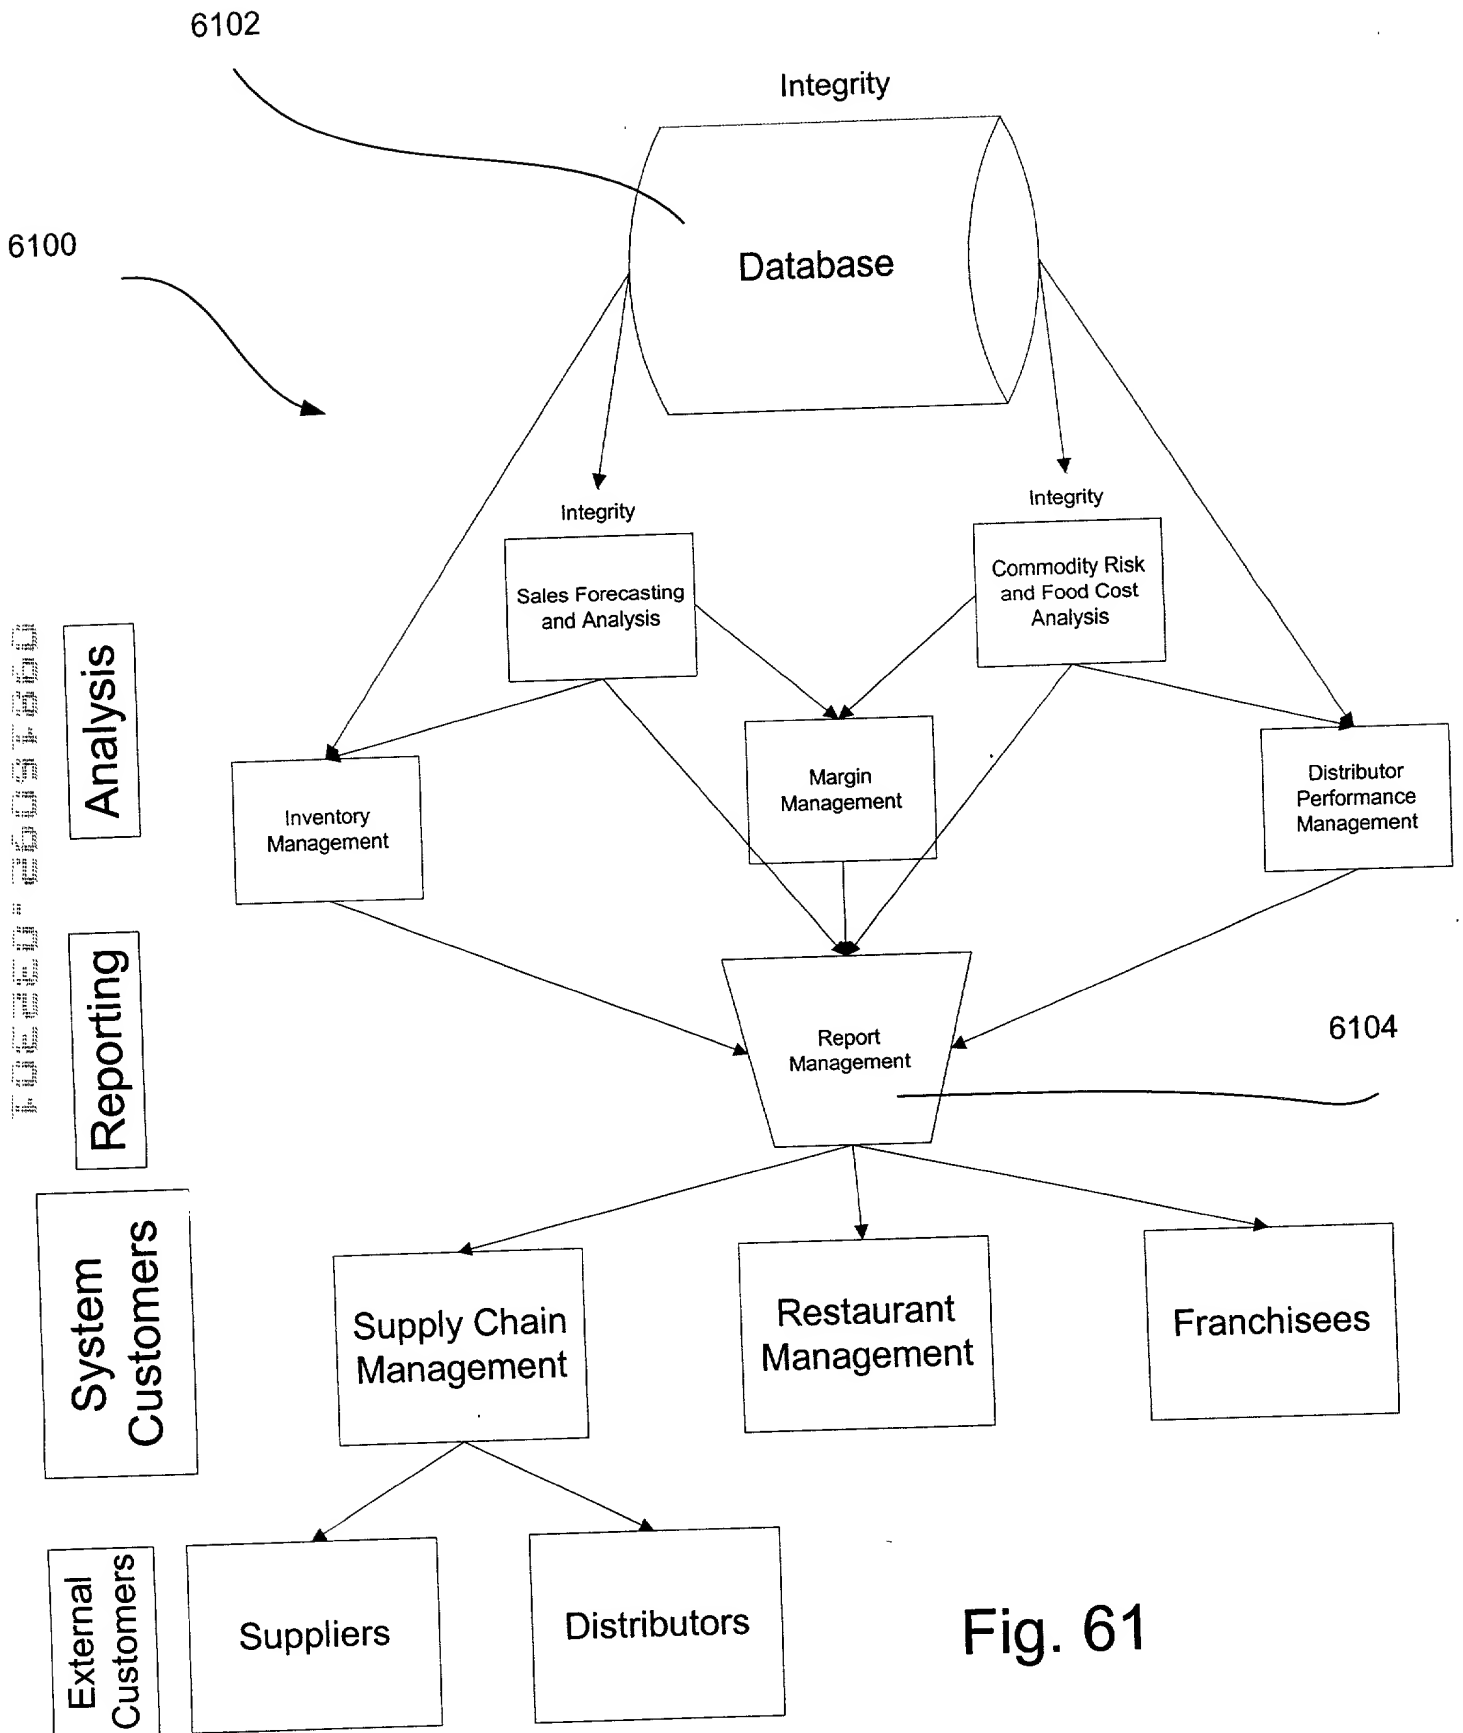 6102
Integrity
6100
Database
Integrity
Integrity
Sales Forecasting
and Analysis
Commodity Risk
and Food Cost
Analysis
Analysis
Inventory
Management
Margin
Management
Distributor
Performance
Management
Reporting
Report
Management
6104
System
Customers
Supply Chain
Management
Restaurant
Management
Franchisees
External
Customers
Suppliers
Distributors
Fig. 61